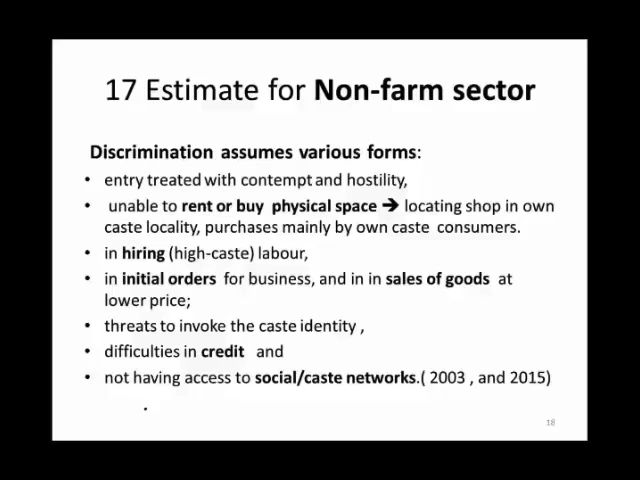 17 Estimate for Non-farm sector
Discrimination assumes various forms:
• entry treated with contempt and hostility,
• unable to rent or buy physical space ➔ locating shop in own
caste locality, purchases mainly by own caste consumers.
• in hiring (high-caste) labour,
• in initial orders for business, and in in sales of goods at
lower price;
• threats to invoke the caste identity ,
• difficulties in credit and
• not having access to social/caste networks.( 2003 , and 2015)
.
18